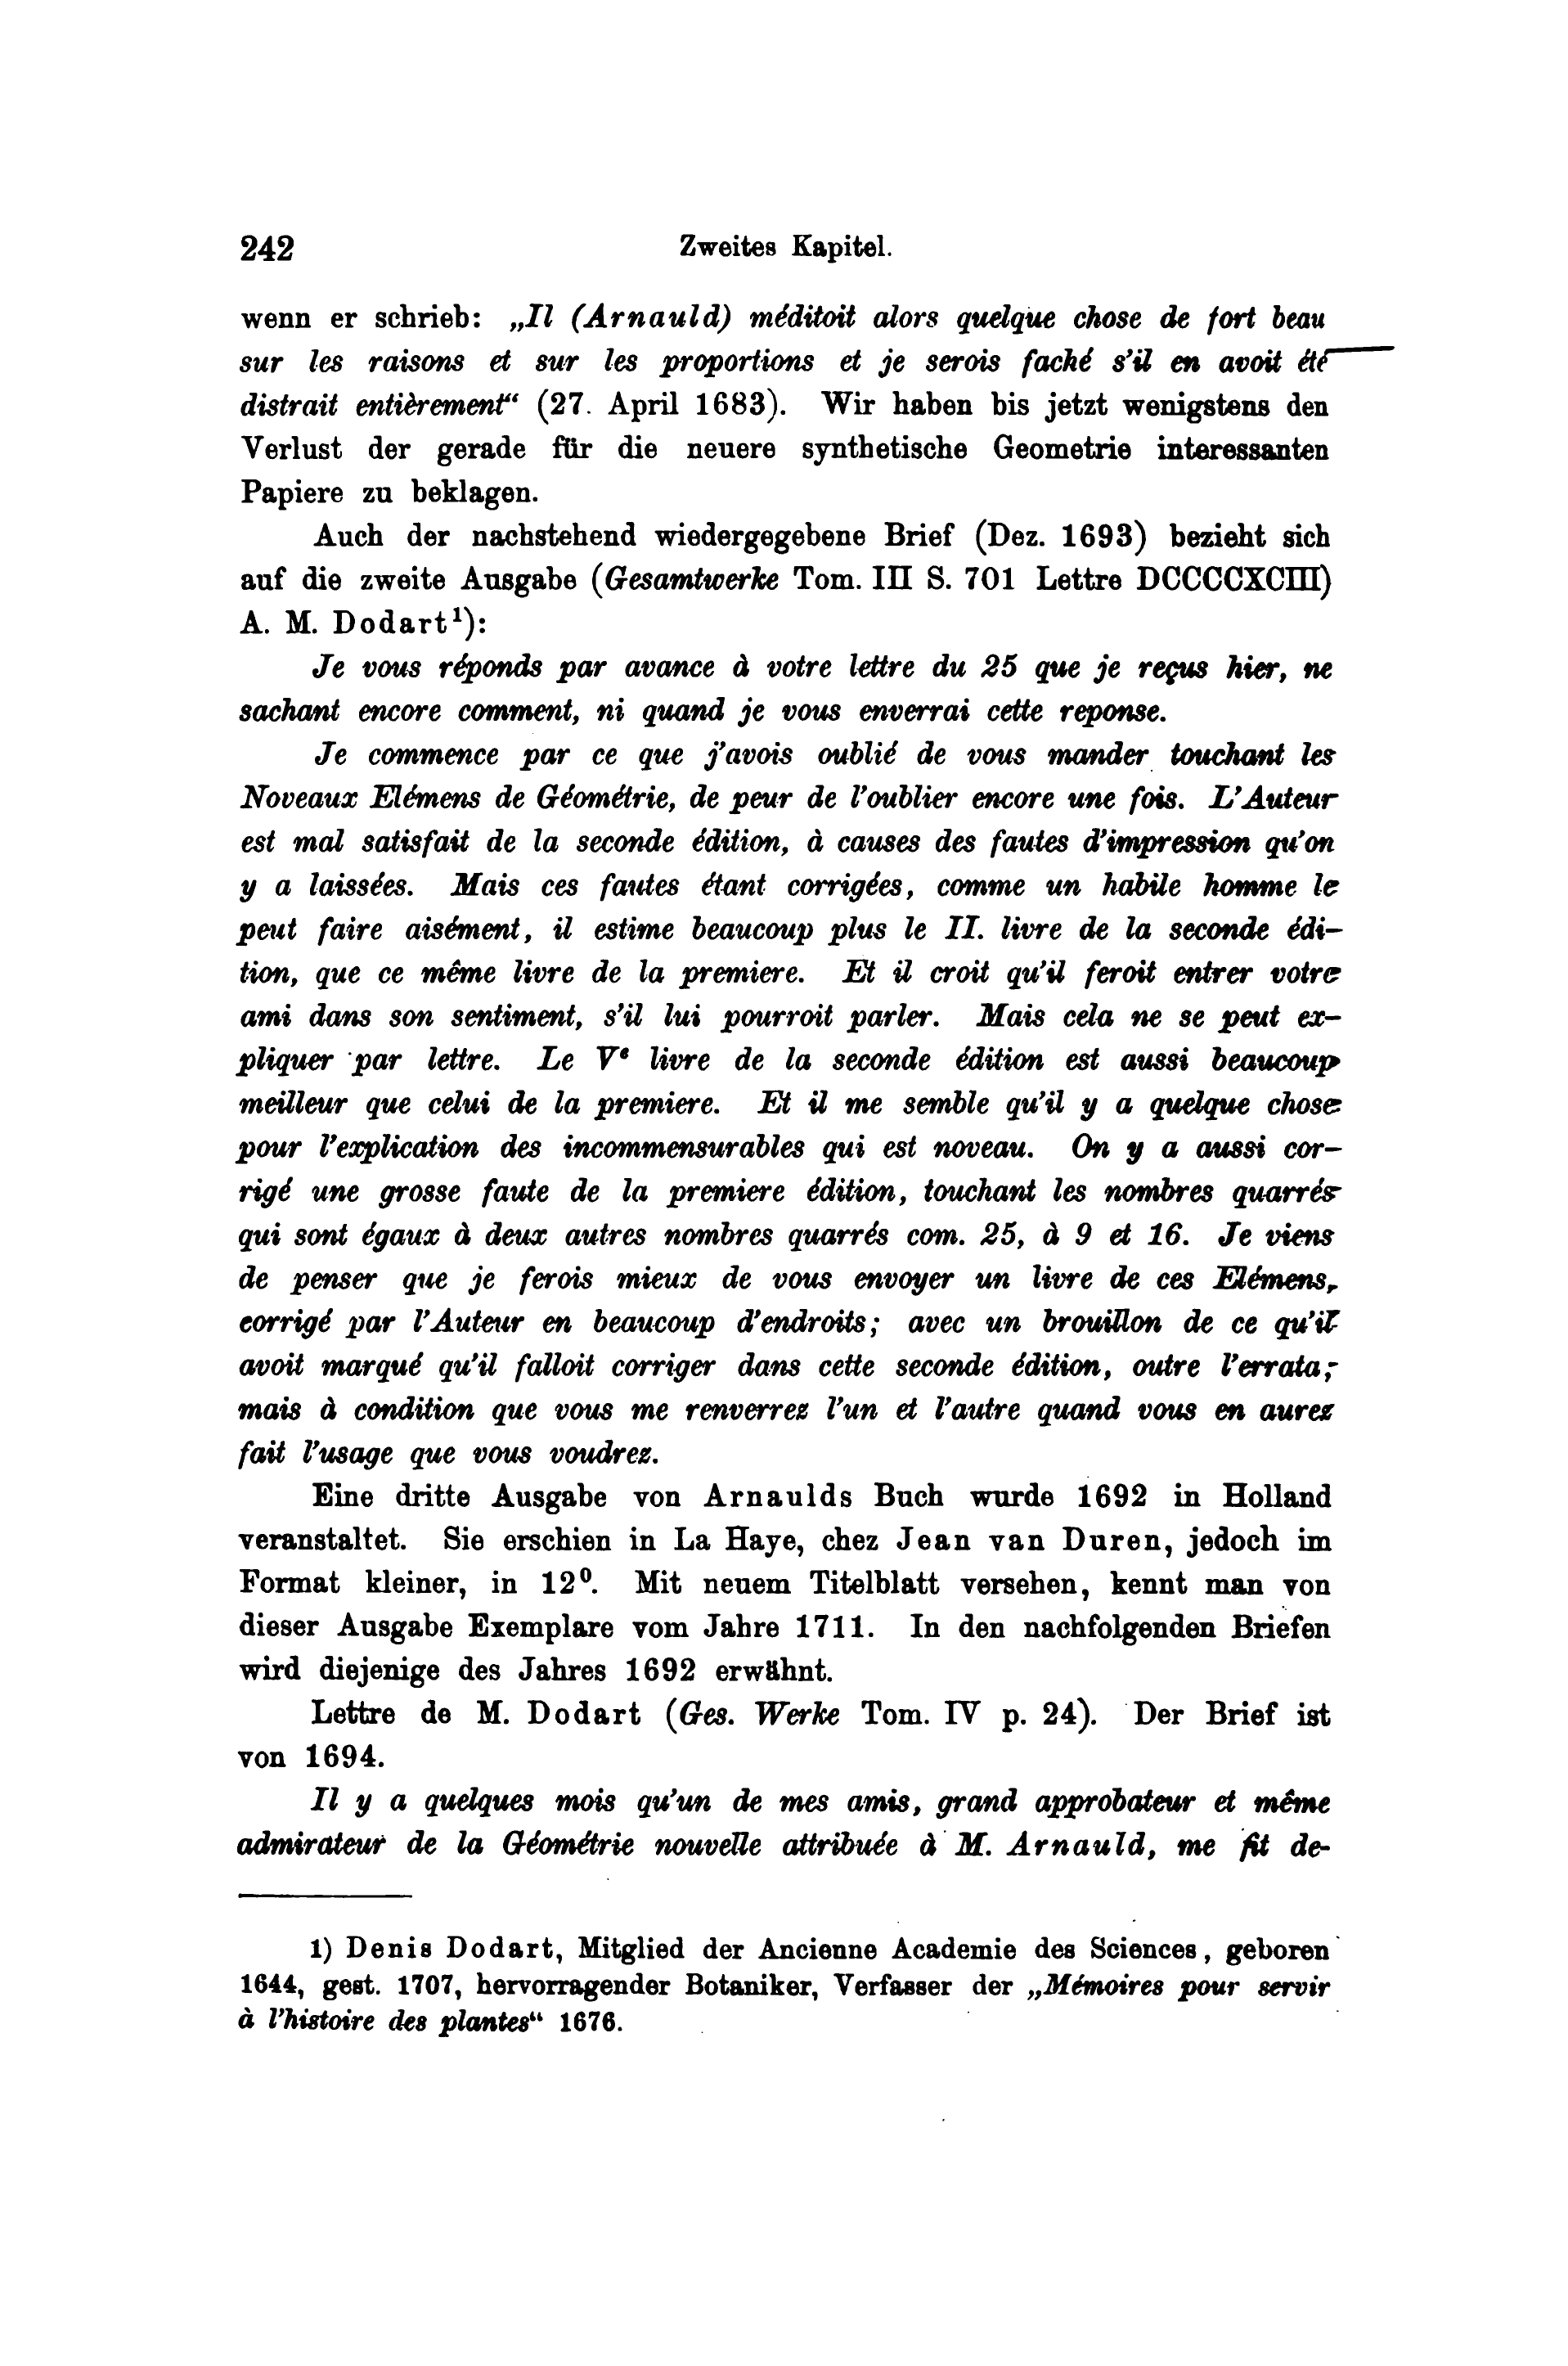 242 Zweites Kapitel.
wenn er schrieb: „Il (Arnauld) méditoit alors quelque chose de fort beau
sur les raisons et sur les proportions et je serois faché s'il en avoit été
distrait entièrement“ (27. April 1683). Wir haben bis jetzt wenigstens den
Verlust der gerade für die neuere synthetische Geometrie interessanten
Papiere zu beklagen.
Auch der nachstehend wiedergegebene Brief (Dez. 1693) bezieht sich
auf die zweite Ausgabe (Gesamtwerke Tom. III S. 701 Lettre DCCCCXCIII)
A. M. Dodart¹):
Je vous réponds par avance à votre lettre du 25 que je reçus hier, ne
sachant encore comment, ni quand je vous enverrai cette reponse.
Je commence par ce que j'avois oublié de vous mander touchant les
Noveaux Elémens de Géométrie, de peur de l'oublier encore une fois. L'Auteur
est mal satisfait de la seconde édition, à causes des fautes d'impression qu'on
y a laissées. Mais ces fautes étant corrigées, comme un habile homme le
peut faire aisément, il estime beaucoup plus le II. livre de la seconde édi-
tion, que ce même livre de la premiere. Et il croit qu'il feroit entrer votre
ami dans son sentiment, s'il lui pourroit parler. Mais cela ne se peut ex-
pliquer par lettre. Le Vᵉ livre de la seconde édition est aussi beaucoup
meilleur que celui de la premiere. Et il me semble qu'il y a quelque chose
pour l'explication des incommensurables qui est noveau. On y a aussi cor-
rigé une grosse faute de la premiere édition, touchant les nombres quarrés
qui sont égaux à deux autres nombres quarrés com. 25, à 9 et 16. Je viens
de penser que je ferois mieux de vous envoyer un livre de ces Elémens,
corrigé par l'Auteur en beaucoup d'endroits; avec un brouillon de ce qu'il
avoit marqué qu'il falloit corriger dans cette seconde édition, outre l'errata;
mais à condition que vous me renverrez l'un et l'autre quand vous en aurez
fait l'usage que vous voudrez.
Eine dritte Ausgabe von Arnaulds Buch wurde 1692 in Holland
veranstaltet. Sie erschien in La Haye, chez Jean van Duren, jedoch im
Format kleiner, in 12⁰. Mit neuem Titelblatt versehen, kennt man von
dieser Ausgabe Exemplare vom Jahre 1711. In den nachfolgenden Briefen
wird diejenige des Jahres 1692 erwähnt.
Lettre de M. Dodart (Ges. Werke Tom. IV p. 24). Der Brief ist
von 1694.
Il y a quelques mois qu'un de mes amis, grand approbateur et même
admirateur de la Géométrie nouvelle attribuée à M. Arnauld, me fit de-
1) Denis Dodart, Mitglied der Ancienne Academie des Sciences, geboren
1644, gest. 1707, hervorragender Botaniker, Verfasser der „Mémoires pour servir
à l'histoire des plantes“ 1676.